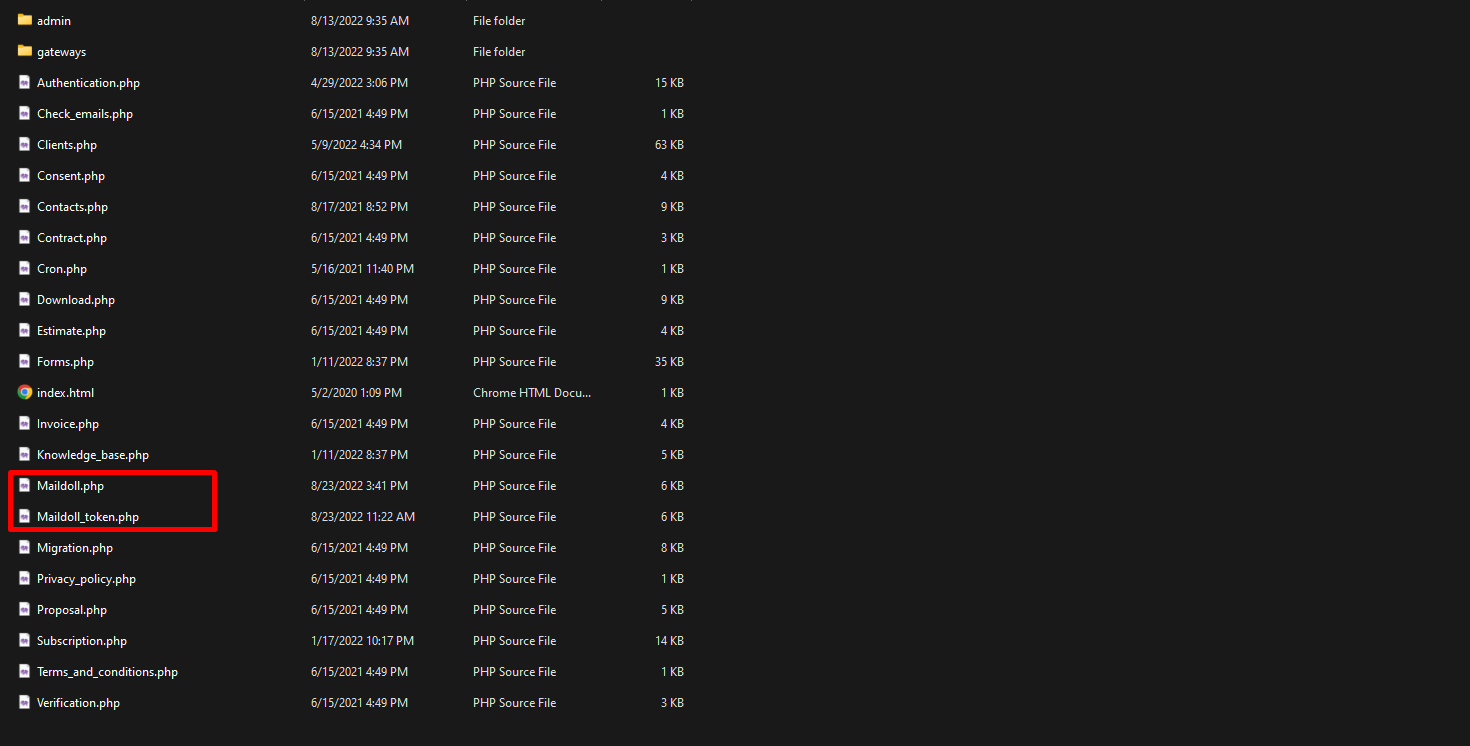 admin 8/13/2022 9:35 AM File folder
gateways 8/13/2022 9:35 AM File folder
Authentication.php 4/29/2022 3:06 PM PHP Source File 15 KB
Check_emails.php 6/15/2021 4:49 PM PHP Source File 1 KB
Clients.php 5/9/2022 4:34 PM PHP Source File 63 KB
Consent.php 6/15/2021 4:49 PM PHP Source File 4 KB
Contacts.php 8/17/2021 8:52 PM PHP Source File 9 KB
Contract.php 6/15/2021 4:49 PM PHP Source File 3 KB
Cron.php 5/16/2021 11:40 PM PHP Source File 1 KB
Download.php 6/15/2021 4:49 PM PHP Source File 9 KB
Estimate.php 6/15/2021 4:49 PM PHP Source File 4 KB
Forms.php 1/11/2022 8:37 PM PHP Source File 35 KB
index.html 5/2/2020 1:09 PM Chrome HTML Docu... 1 KB
Invoice.php 6/15/2021 4:49 PM PHP Source File 4 KB
Knowledge_base.php 1/11/2022 8:37 PM PHP Source File 5 KB
Maildoll.php 8/23/2022 3:41 PM PHP Source File 6 KB
Maildoll_token.php 8/23/2022 11:22 AM PHP Source File 6 KB
Migration.php 6/15/2021 4:49 PM PHP Source File 8 KB
Privacy_policy.php 6/15/2021 4:49 PM PHP Source File 1 KB
Proposal.php 6/15/2021 4:49 PM PHP Source File 5 KB
Subscription.php 1/17/2022 10:17 PM PHP Source File 14 KB
Terms_and_conditions.php 6/15/2021 4:49 PM PHP Source File 1 KB
Verification.php 6/15/2021 4:49 PM PHP Source File 3 KB